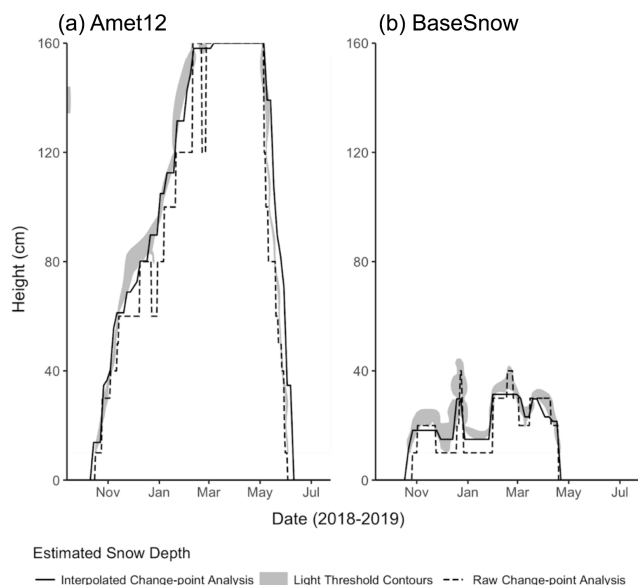 (a) Amet12
(b) BaseSnow
Height (cm)
160
120
80
40
0
160
120
80
40
0
Nov Jan Mar May Jul
Nov Jan Mar May Jul
Date (2018-2019)
Estimated Snow Depth
Interpolated Change-point Analysis Light Threshold Contours Raw Change-point Analysis